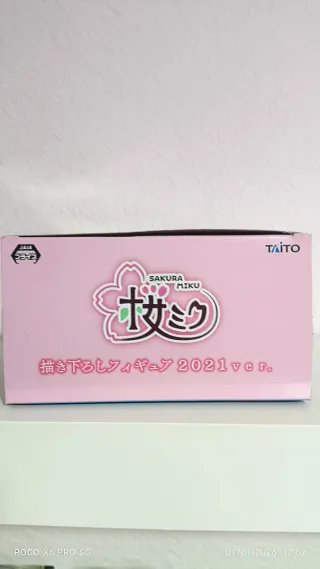 TAITO
SAKURA
MIKU
桜ミク
描き下ろしフィギュア 2021ver.
POCO X6 PRO 5G